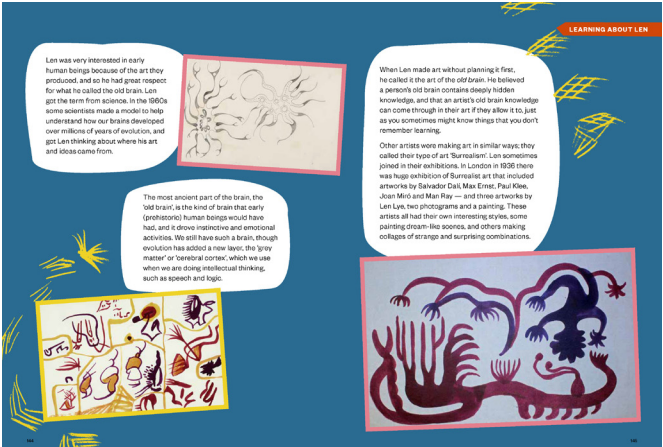 LEARNING ABOUT LEN
Len was very interested in early
human beings because of the art they
produced, and so he had great respect
for what he called the old brain. Len
got the term from science. In the 1960s
some scientists made a model to help
understand how our brains developed
over millions of years of evolution, and
got Len thinking about where his art
and ideas came from.
The most ancient part of the brain, the
'old brain', is the kind of brain that early
(prehistoric) human beings would have
had, and it drove instinctive and emotional
activities. We still have such a brain, though
evolution has added a new layer, the 'grey
matter' or 'cerebral cortex', which we use
when we are doing intellectual thinking,
such as speech and logic.
When Len made art without planning it first,
he called it the art of the old brain. He believed
a person's old brain contains deeply hidden
knowledge, and that an artist's old brain knowledge
can come through in their art if they allow it to, just
as you sometimes might know things that you don't
remember learning.
Other artists were making art in similar ways; they
called their type of art 'Surrealism'. Len sometimes
joined in their exhibitions. In London in 1936 there
was huge exhibition of Surrealist art that included
artworks by Salvador Dalí, Max Ernst, Paul Klee,
Joan Miró and Man Ray — and three artworks by
Len Lye, two photograms and a painting. These
artists all had their own interesting styles, some
painting dream-like scenes, and others making
collages of strange and surprising combinations.